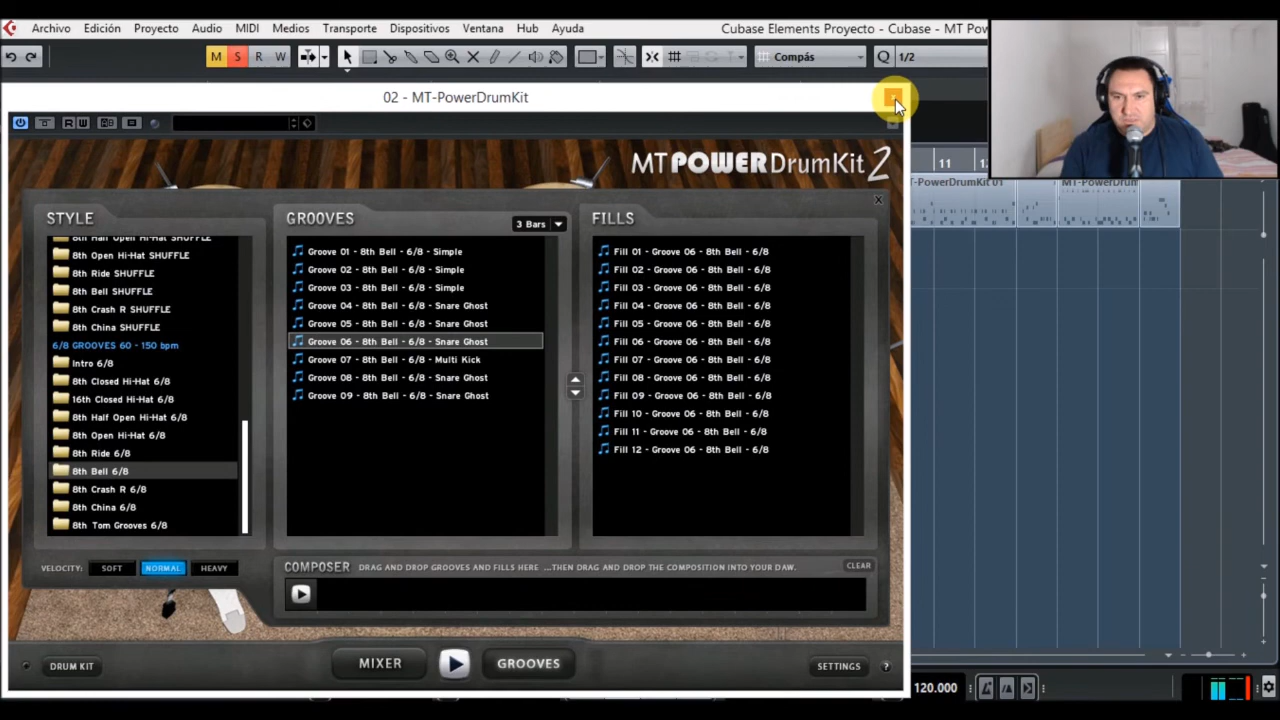 Archivo Edición Proyecto Audio MIDI Medios Transporte Dispositivos Ventana Hub Ayuda
Cubase Elements Proyecto - Cubase - MT Pow
M S R W
Compás
Q 1/2
02 - MT-PowerDrumKit
R W
MT POWER DrumKit 2
11
T-PowerDrumKit 01
MT-PowerDrum
STYLE
8th Half Open Hi-Hat SHUFFLE
8th Open Hi-Hat SHUFFLE
8th Ride SHUFFLE
8th Bell SHUFFLE
8th Crash R SHUFFLE
8th China SHUFFLE
6/8 GROOVES 60 - 150 bpm
Intro 6/8
8th Closed Hi-Hat 6/8
16th Closed Hi-Hat 6/8
8th Half Open Hi-Hat 6/8
8th Open Hi-Hat 6/8
8th Ride 6/8
8th Bell 6/8
8th Crash R 6/8
8th China 6/8
8th Tom Grooves 6/8
GROOVES
3 Bars
Groove 01 - 8th Bell - 6/8 - Simple
Groove 02 - 8th Bell - 6/8 - Simple
Groove 03 - 8th Bell - 6/8 - Simple
Groove 04 - 8th Bell - 6/8 - Snare Ghost
Groove 05 - 8th Bell - 6/8 - Snare Ghost
Groove 06 - 8th Bell - 6/8 - Snare Ghost
Groove 07 - 8th Bell - 6/8 - Multi Kick
Groove 08 - 8th Bell - 6/8 - Snare Ghost
Groove 09 - 8th Bell - 6/8 - Snare Ghost
FILLS
Fill 01 - Groove 06 - 8th Bell - 6/8
Fill 02 - Groove 06 - 8th Bell - 6/8
Fill 03 - Groove 06 - 8th Bell - 6/8
Fill 04 - Groove 06 - 8th Bell - 6/8
Fill 05 - Groove 06 - 8th Bell - 6/8
Fill 06 - Groove 06 - 8th Bell - 6/8
Fill 07 - Groove 06 - 8th Bell - 6/8
Fill 08 - Groove 06 - 8th Bell - 6/8
Fill 09 - Groove 06 - 8th Bell - 6/8
Fill 10 - Groove 06 - 8th Bell - 6/8
Fill 11 - Groove 06 - 8th Bell - 6/8
Fill 12 - Groove 06 - 8th Bell - 6/8
VELOCITY: SOFT NORMAL HEAVY
COMPOSER DRAG AND DROP GROOVES AND FILLS HERE ...THEN DRAG AND DROP THE COMPOSITION INTO YOUR DAW. CLEAR
DRUM KIT MIXER GROOVES SETTINGS ?
120.000